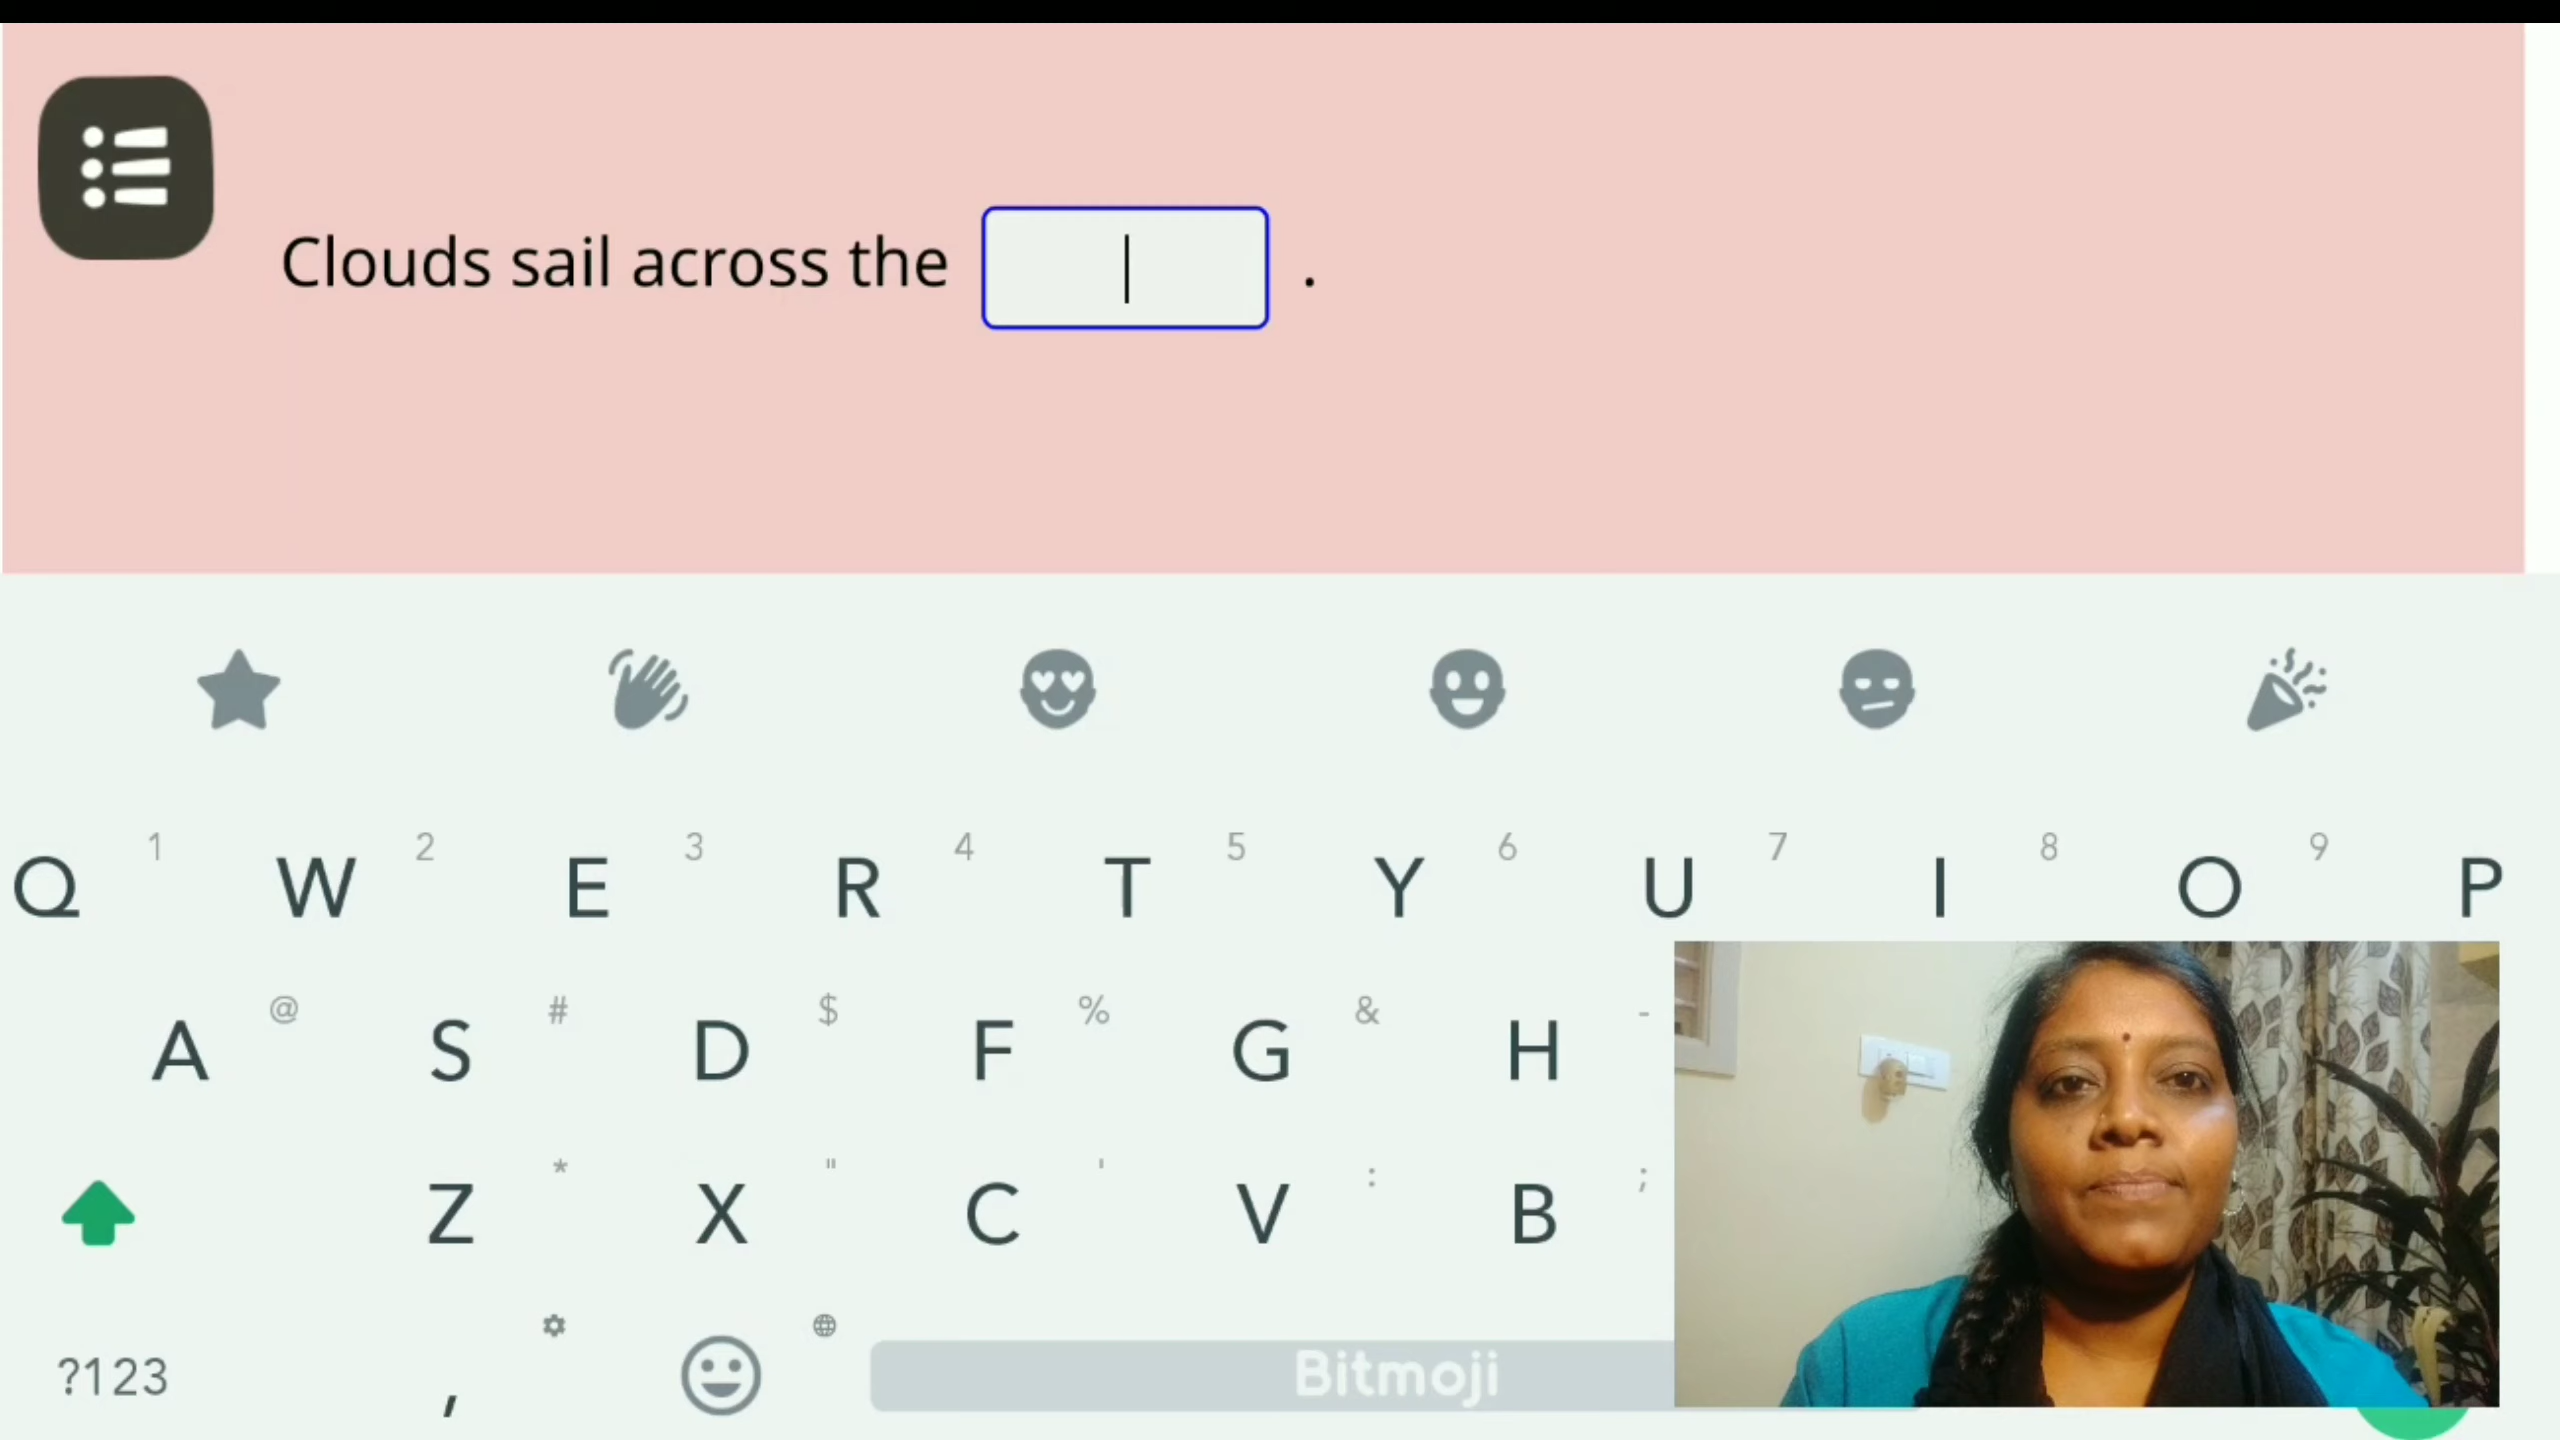 Clouds sail across the .
1 2 3 4 5 6 7 8 9
Q W E R T Y U I O P
@ # $ % & -
A S D F G H
* " ' : ;
Z X C V B
?123 , Bitmoji